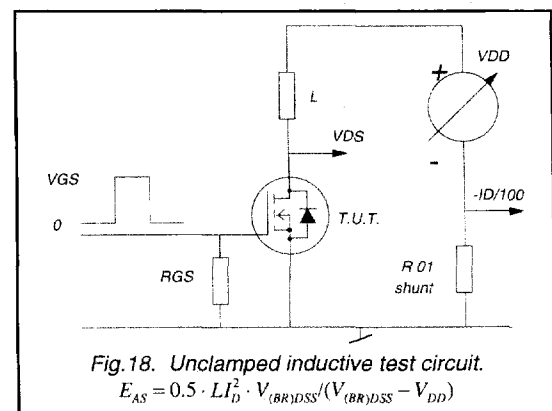 +
VDD
L
VDS
-
VGS
-ID/100
0
T.U.T.
RGS
R 01
shunt
Fig.18. Unclamped inductive test circuit.
E_AS = 0.5 · LI_D^2 · V_(BR)DSS/(V_(BR)DSS − V_DD)